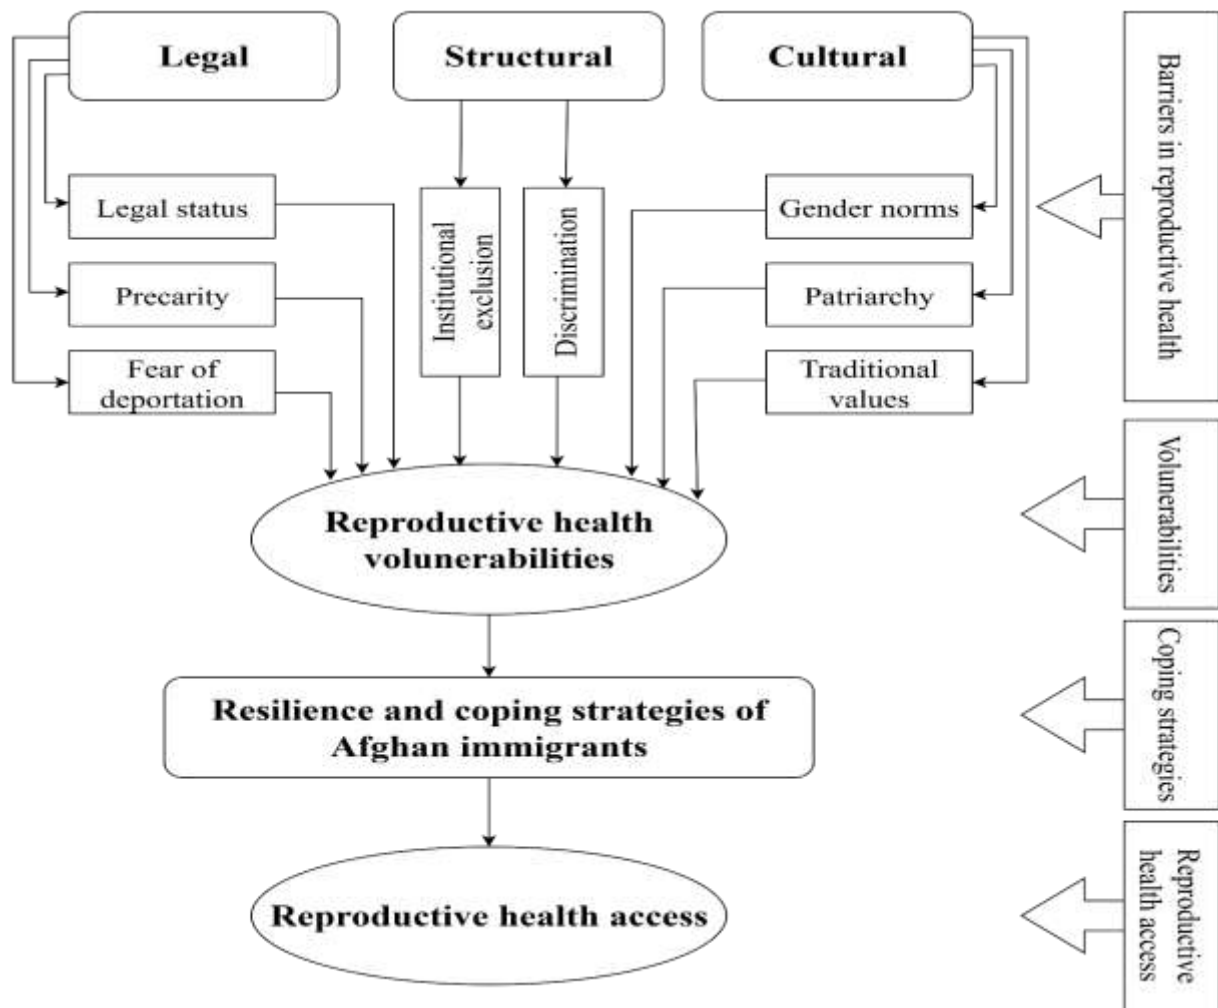 Legal
Structural
Cultural
Legal status
Precarity
Fear of
deportation
Institutional
exclusion
Discrimination
Gender norms
Patriarchy
Traditional
values
Barriers in reproductive health
Reproductive health
volunerabilities
Volunerabilities
Resilience and coping strategies of
Afghan immigrants
Coping strategies
Reproductive health access
Reproductive
health access